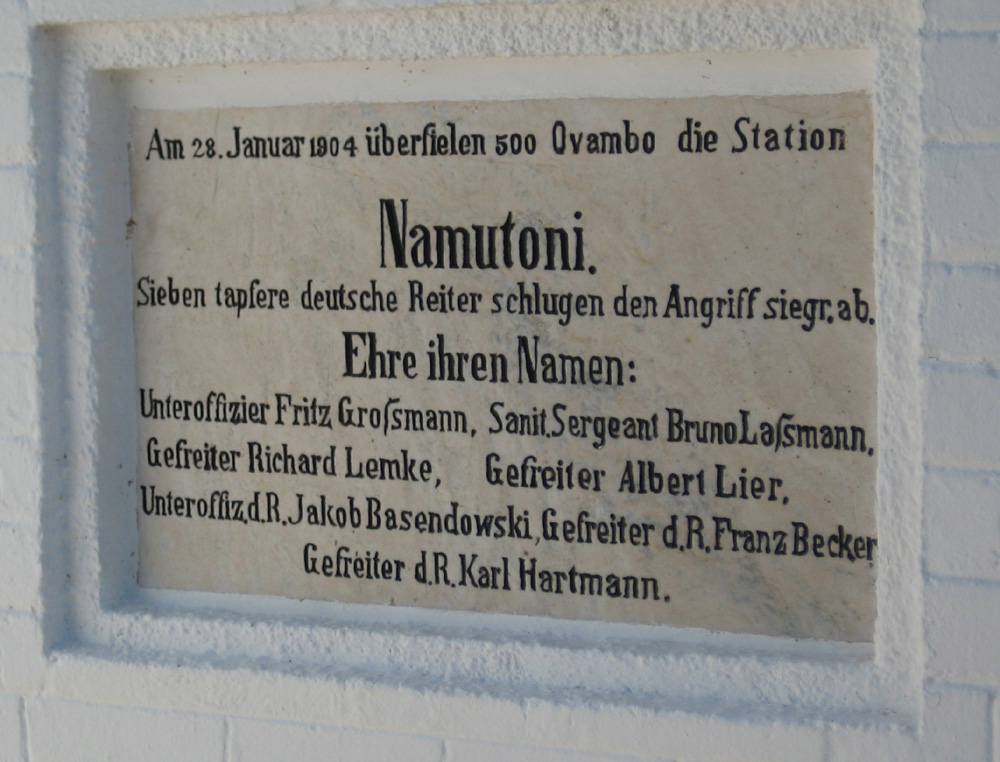 Am 28. Januar 1904 überfielen 500 Ovambo die Station
Namutoni.
Sieben tapfere deutsche Reiter schlugen den Angriff siegr. ab.
Ehre ihren Namen:
Unteroffizier Fritz Groſsmann, Sanit. Sergeant Bruno Laſsmann,
Gefreiter Richard Lemke, Gefreiter Albert Lier,
Unteroffiz. d. R. Jakob Basendowski, Gefreiter d. R. Franz Becker
Gefreiter d. R. Karl Hartmann.